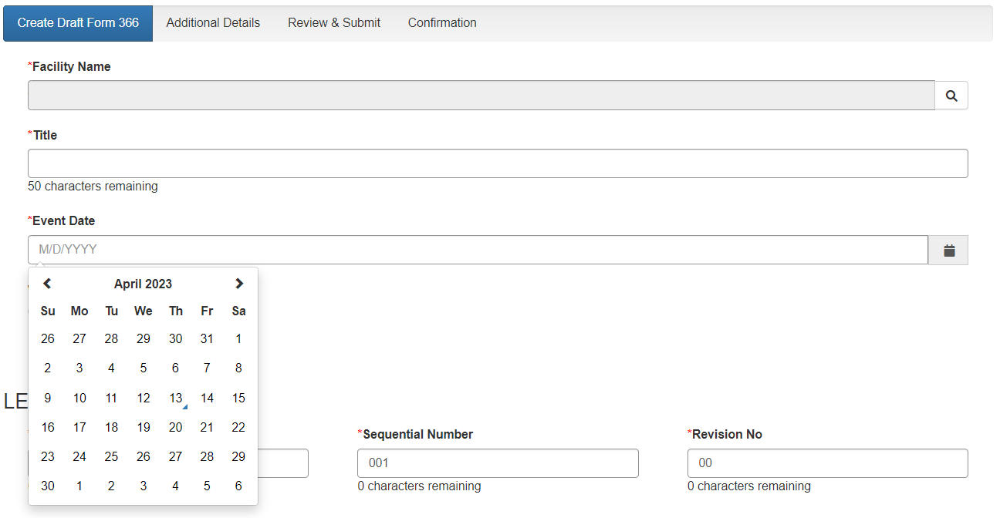 Create Draft Form 366 Additional Details Review & Submit Confirmation
*Facility Name
*Title
50 characters remaining
*Event Date
M/D/YYYY
April 2023
Su Mo Tu We Th Fr Sa
26 27 28 29 30 31 1
2 3 4 5 6 7 8
9 10 11 12 13 14 15
LE
16 17 18 19 20 21 22
*Sequential Number *Revision No
23 24 25 26 27 28 29
001 00
30 1 2 3 4 5 6
0 characters remaining 0 characters remaining